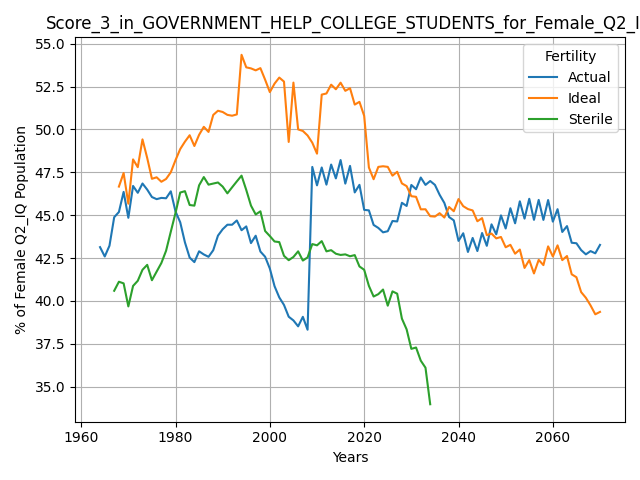 Score_3_in_GOVERNMENT_HELP_COLLEGE_STUDENTS_for_Female_Q2_I
55.0
52.5
50.0
47.5
45.0
42.5
40.0
37.5
35.0
% of Female Q2_IQ Population
Fertility
Actual
Ideal
Sterile
1960 1980 2000 2020 2040 2060
Years